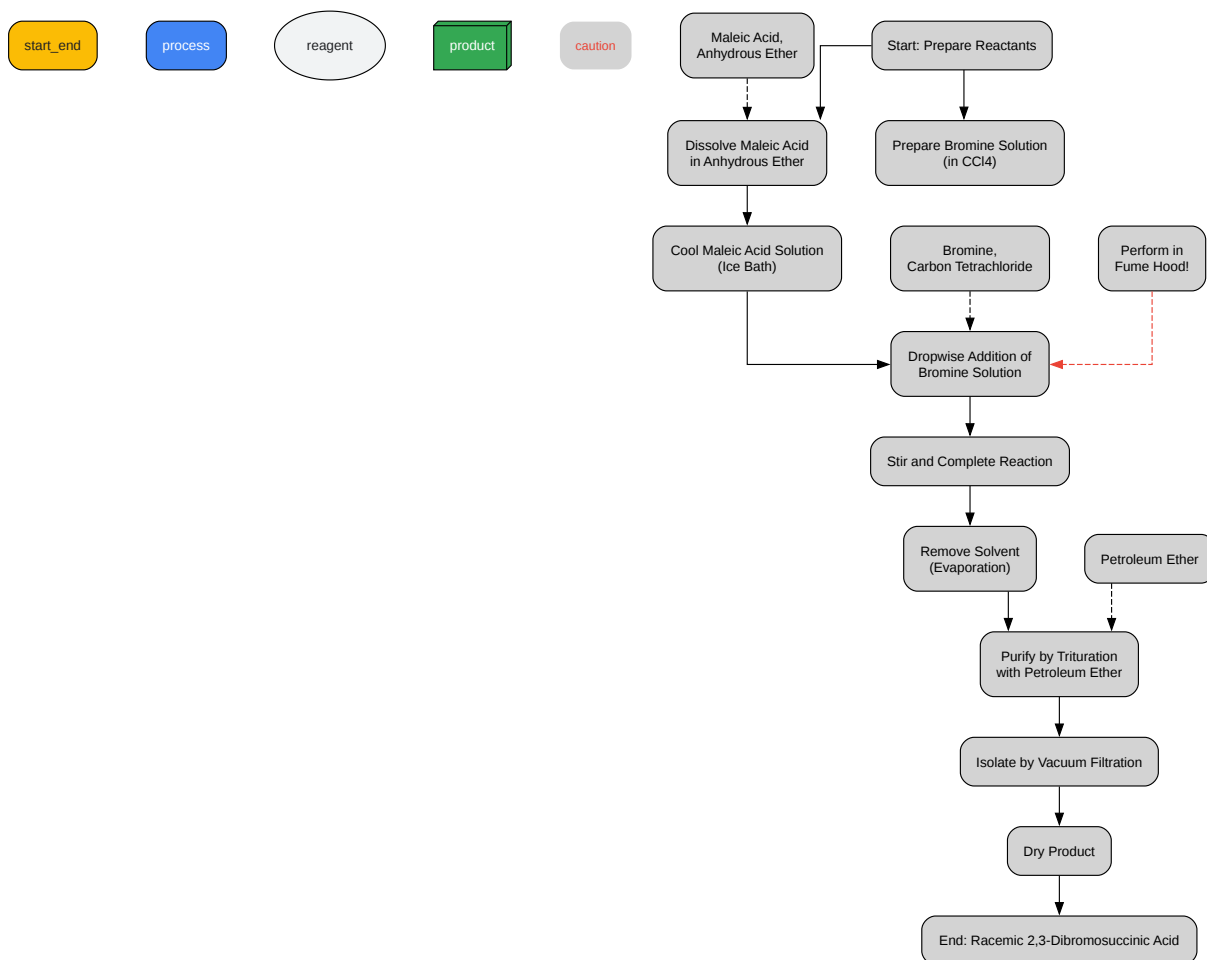 start_end
process
reagent
product
caution
Maleic Acid,
Anhydrous Ether
Start: Prepare Reactants
Dissolve Maleic Acid
in Anhydrous Ether
Prepare Bromine Solution
(in CCl4)
Cool Maleic Acid Solution
(Ice Bath)
Bromine,
Carbon Tetrachloride
Perform in
Fume Hood!
Dropwise Addition of
Bromine Solution
Stir and Complete Reaction
Remove Solvent
(Evaporation)
Petroleum Ether
Purify by Trituration
with Petroleum Ether
Isolate by Vacuum Filtration
Dry Product
End: Racemic 2,3-Dibromosuccinic Acid